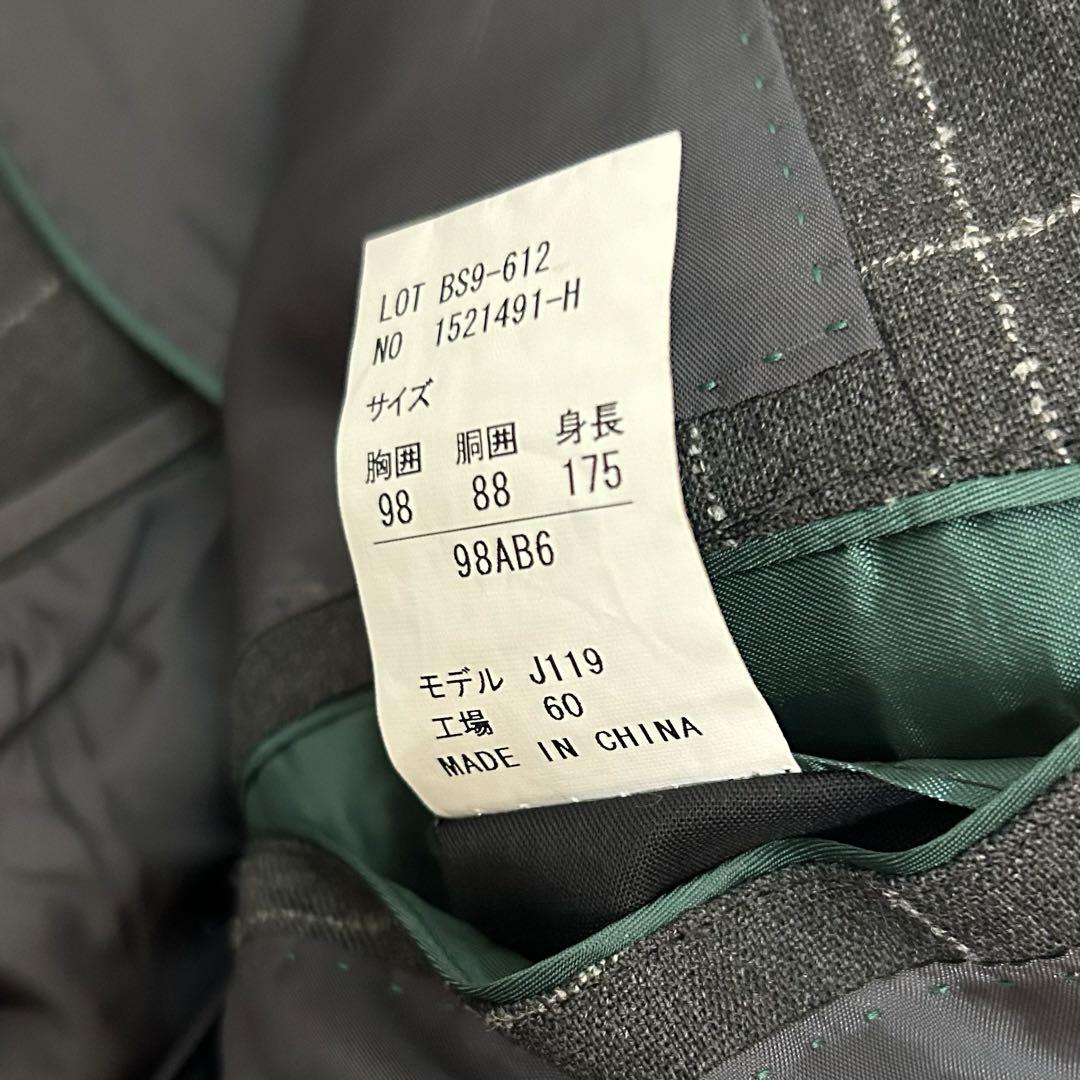 LOT BS9-612
NO 1521491-H
サイズ
胸囲 胴囲 身長
98 88 175
98AB6
モデル J119
工場 60
MADE IN CHINA